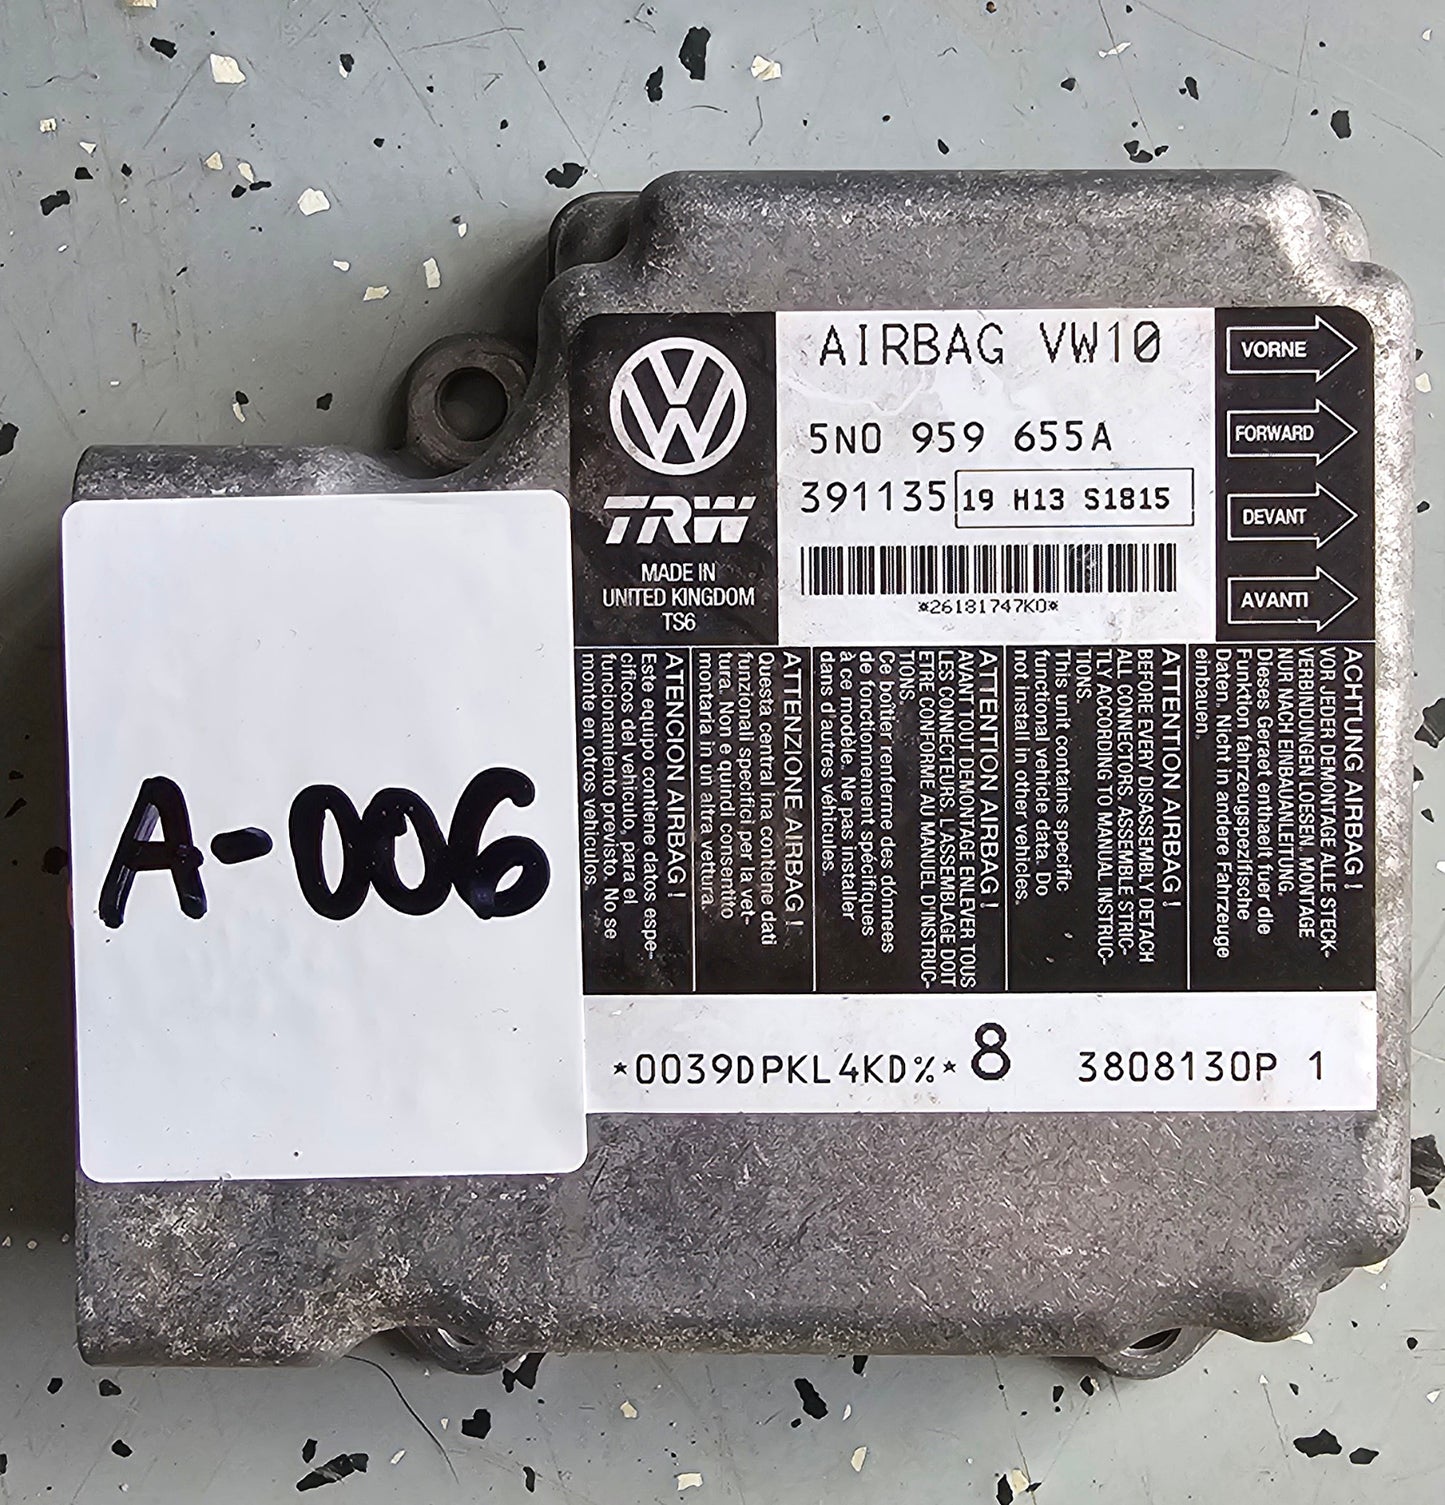 AIRBAG VW10
5N0 959 655A
391135 19 H13 S1815
*26181747K0*
TRW
MADE IN
UNITED KINGDOM
TS6
VORNE
FORWARD
DEVANT
AVANTI
ACHTUNG AIRBAG !
VOR JEDER DEMONTAGE ALLE STECK-
VERBINDUNGEN LOESEN. MONTAGE
NUR NACH EINBAUANLEITUNG.
Dieses Geraet enthaelt fuer die
Funktion fahrzeugspezifische
Daten. Nicht in andere Fahrzeuge
einbauen.
ATTENTION AIRBAG !
BEFORE EVERY DISASSEMBLY DETACH
ALL CONNECTORS. ASSEMBLE STRIC-
TLY ACCORDING TO MANUAL INSTRUC-
TIONS.
This unit contains specific
functional vehicle data. Do
not install in other vehicles.
ATTENTION AIRBAG !
AVANT TOUT DEMONTAGE ENLEVER TOUS
LES CONNECTEURS. L'ASSEMBLAGE DOIT
ETRE CONFORME AU MANUEL D'INSTRUC-
TIONS.
Ce boîtier renferme des données
de fonctionnement spécifiques
à ce modèle. Ne pas installer
dans d'autres véhicules.
ATTENZIONE AIRBAG !
Questa central ina contiene dati
funzionali specifici per la vet-
tura. Non e quindi consentito
montaria in un altra vettura.
ATENCION AIRBAG !
Este equipo contiene datos espe-
cificos del vehiculo, para el
funcionamiento previsto. No se
monte en otros vehiculos.
A-006
*0039DPKL4KD%* 8 3808130P 1